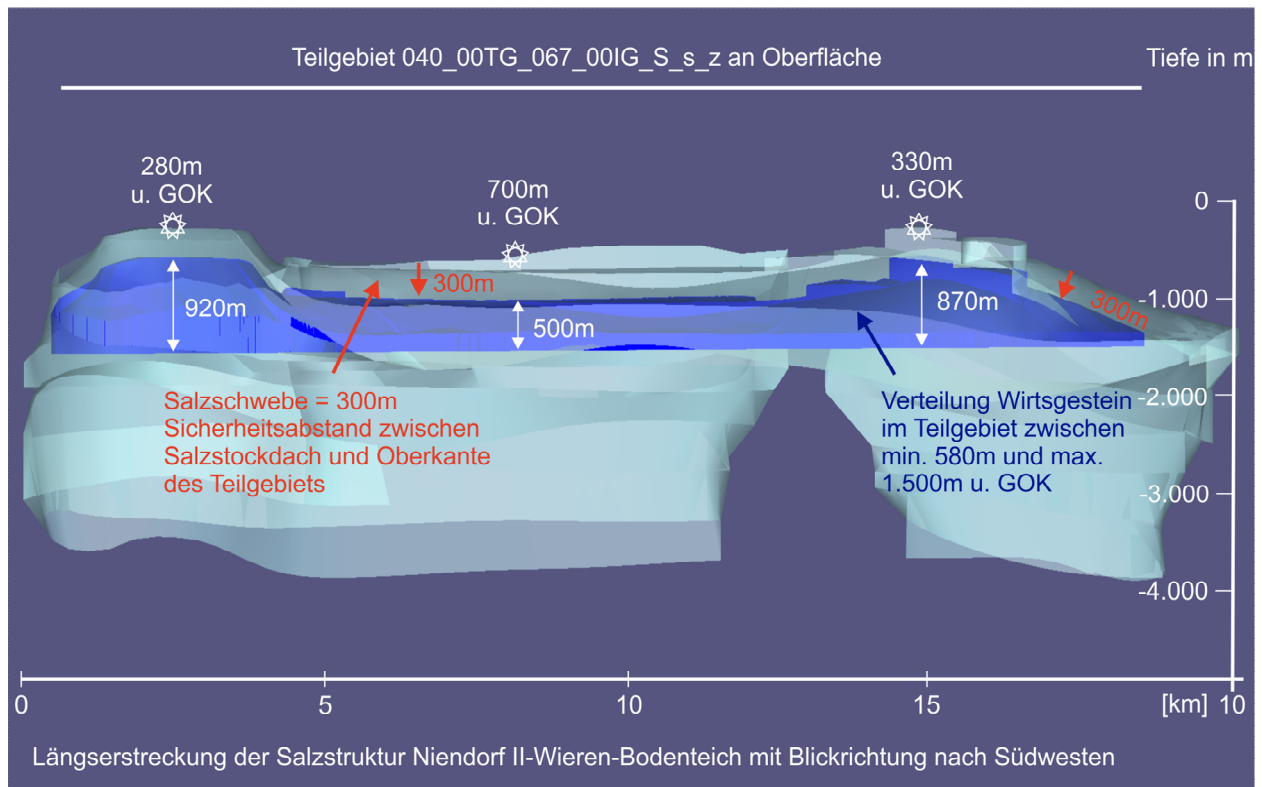 Teilgebiet 040_00TG_067_00IG_S_s_z an Oberfläche
Tiefe in m
280m
u. GOK
700m
u. GOK
330m
u. GOK
0
920m
300m
500m
870m
300m
-1.000
Salzschwebe = 300m
Sicherheitsabstand zwischen
Salzstockdach und Oberkante
des Teilgebiets
Verteilung Wirtsgestein
im Teilgebiet zwischen
min. 580m und max.
1.500m u. GOK
-2.000
-3.000
-4.000
0
5
10
15
[km] 10
Längserstreckung der Salzstruktur Niendorf II-Wieren-Bodenteich mit Blickrichtung nach Südwesten